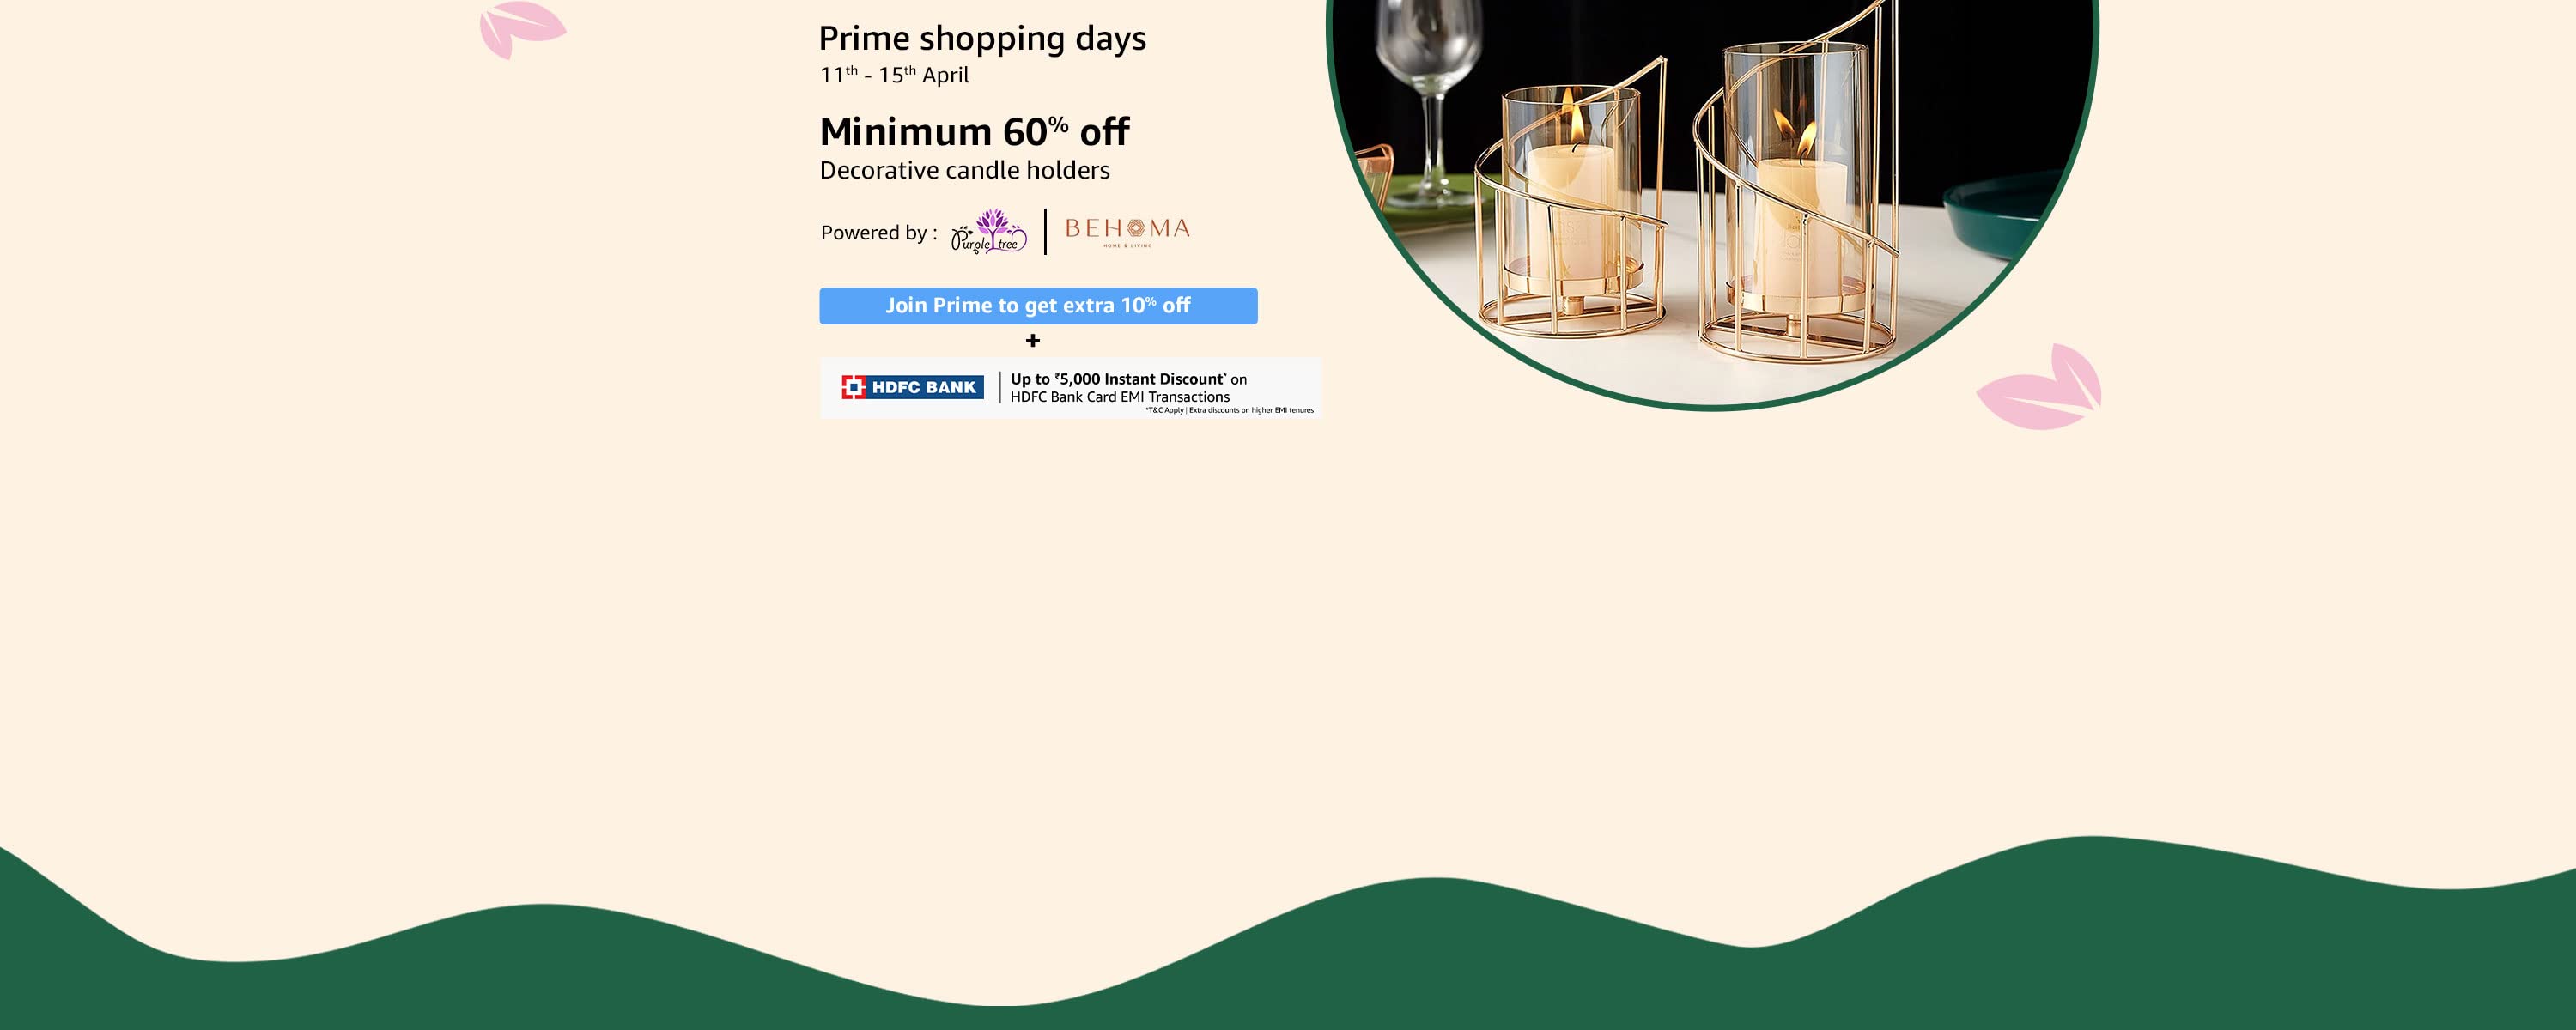 Prime shopping days
11th - 15th April
Minimum 60% off
Decorative candle holders
Powered by : Purple tree | BEHOMA
HOME & LIVING
Join Prime to get extra 10% off
+
HDFC BANK | Up to ₹5,000 Instant Discount* on
HDFC Bank Card EMI Transactions
*T&C Apply | Extra discounts on higher EMI tenures